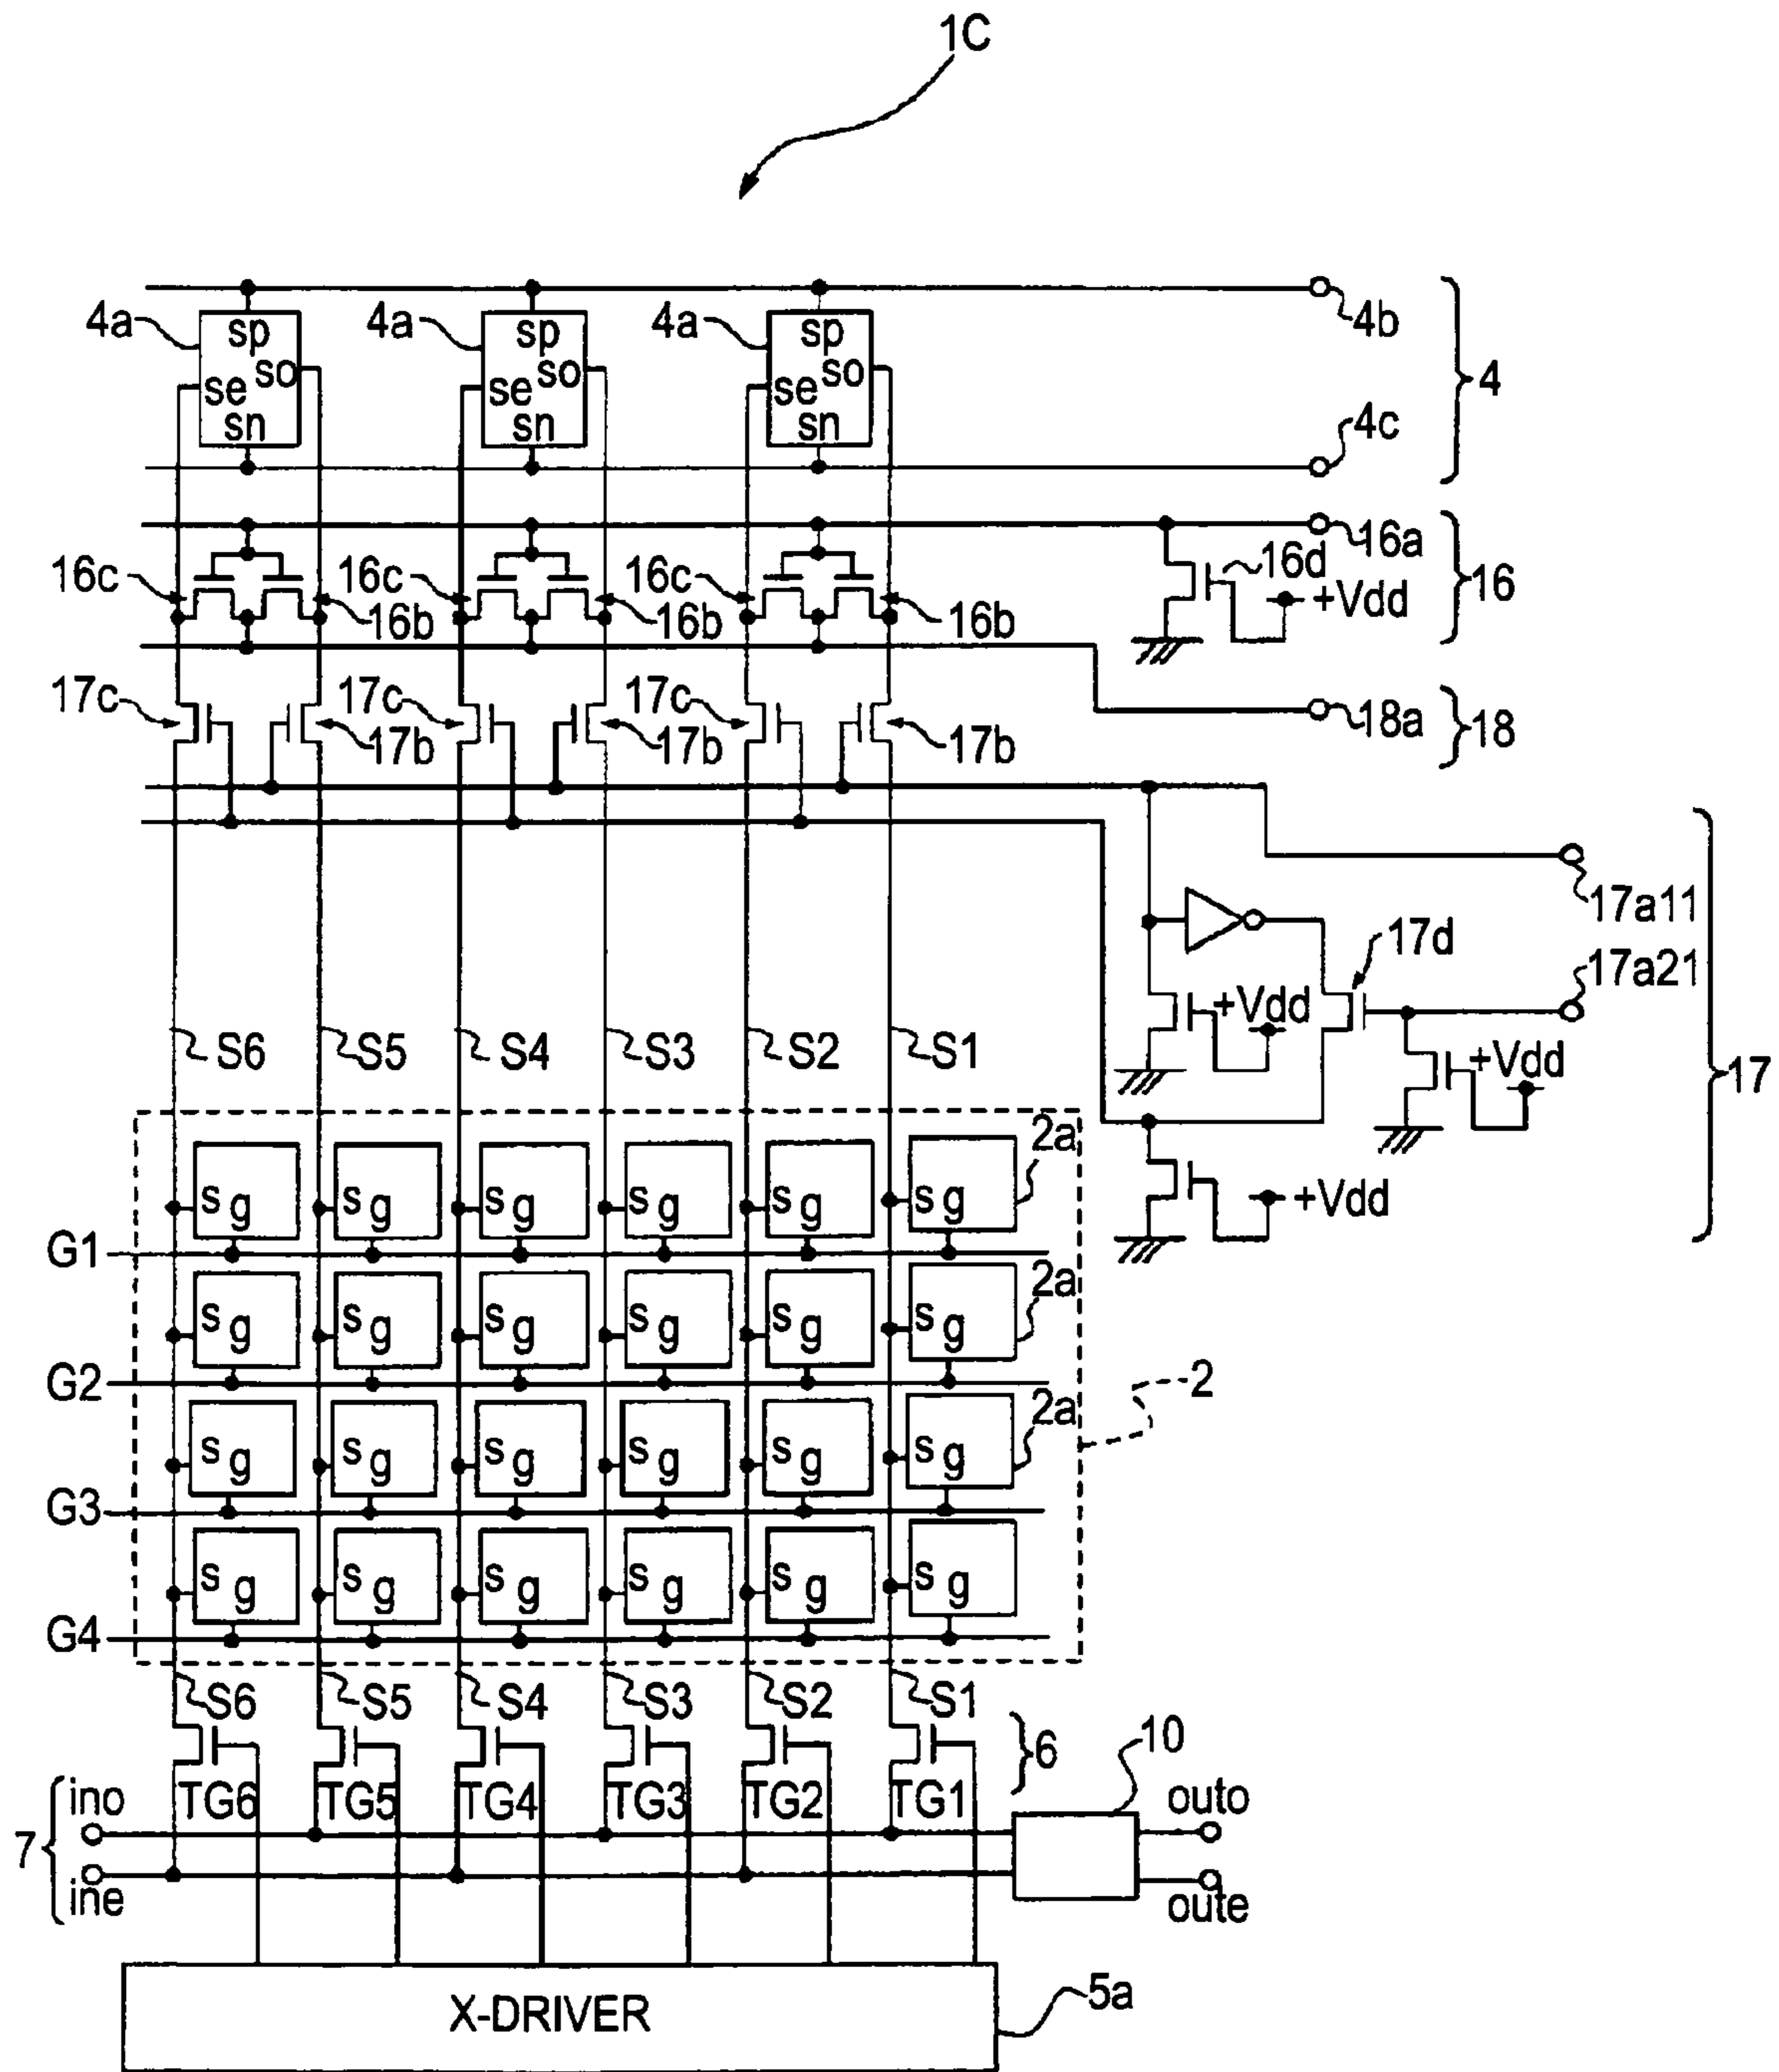 1C
4a sp so se sn 4a sp so se sn 4a sp so se sn 4b 4c 4
16c 16b 16c 16b 16c 16b 16d +Vdd 16a 16
17c 17b 17c 17b 17c 17b 18a 18
17a11
17d
17a21
+Vdd
+Vdd
17
S6 S5 S4 S3 S2 S1
+Vdd
s g s g s g s g s g s g 2a
G1
s g s g s g s g s g s g 2a
G2
2
s g s g s g s g s g s g 2a
G3
s g s g s g s g s g s g
G4
S6 S5 S4 S3 S2 S1
TG6 TG5 TG4 TG3 TG2 TG1 6
10
7 ino outo
ine oute
X-DRIVER 5a